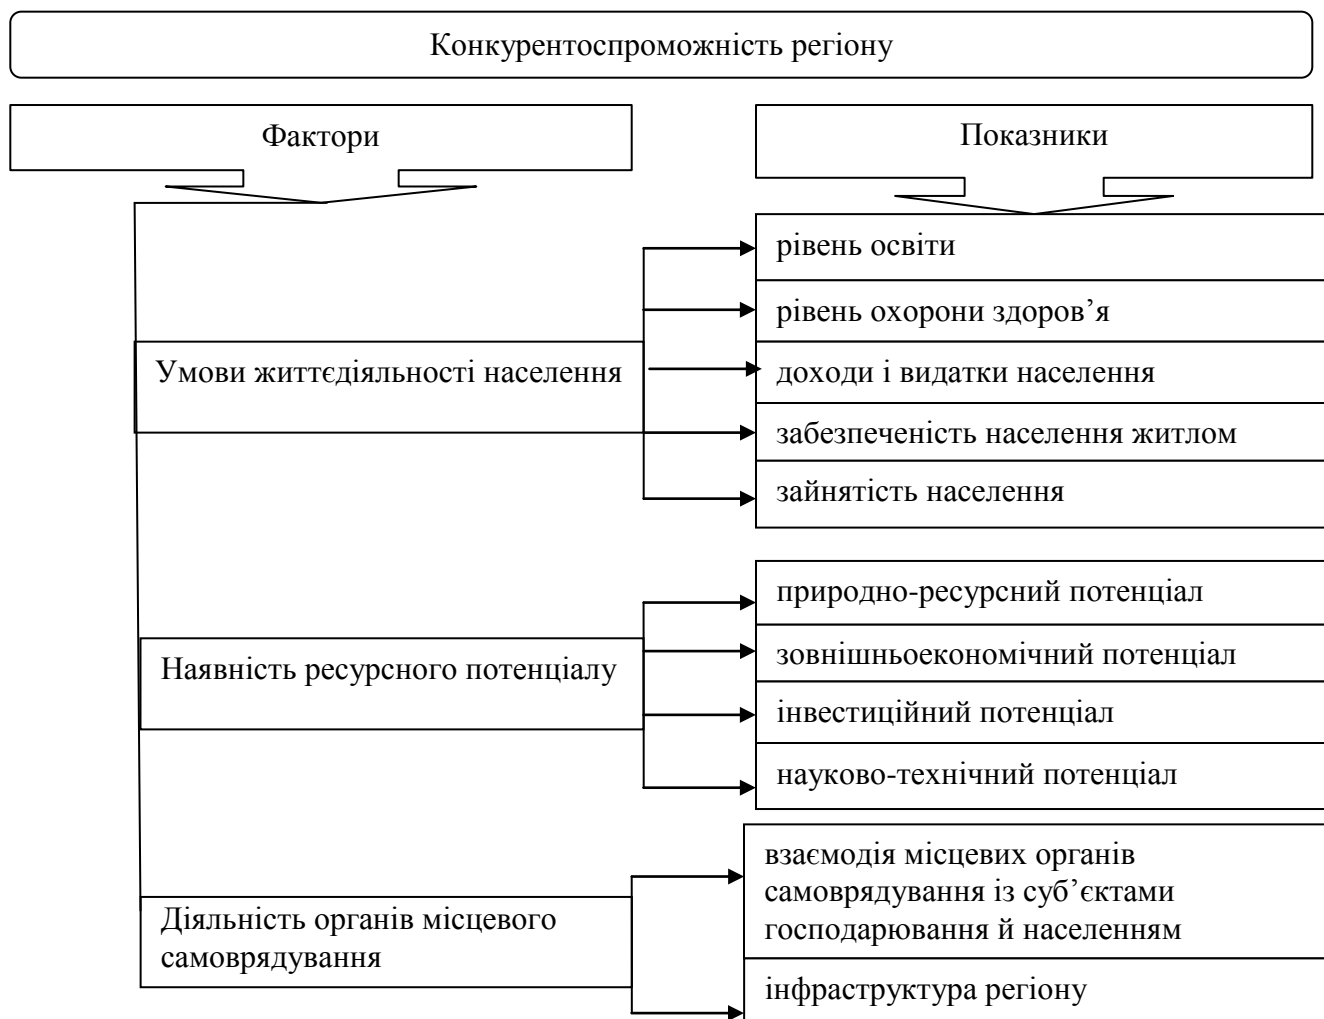 Конкурентоспроможність регіону
Фактори
Показники
Умови життєдіяльності населення
рівень освіти
рівень охорони здоров’я
доходи і видатки населення
забезпеченість населення житлом
зайнятість населення
Наявність ресурсного потенціалу
природно-ресурсний потенціал
зовнішньоекономічний потенціал
інвестиційний потенціал
науково-технічний потенціал
Діяльність органів місцевого
самоврядування
взаємодія місцевих органів
самоврядування із суб’єктами
господарювання й населенням
інфраструктура регіону